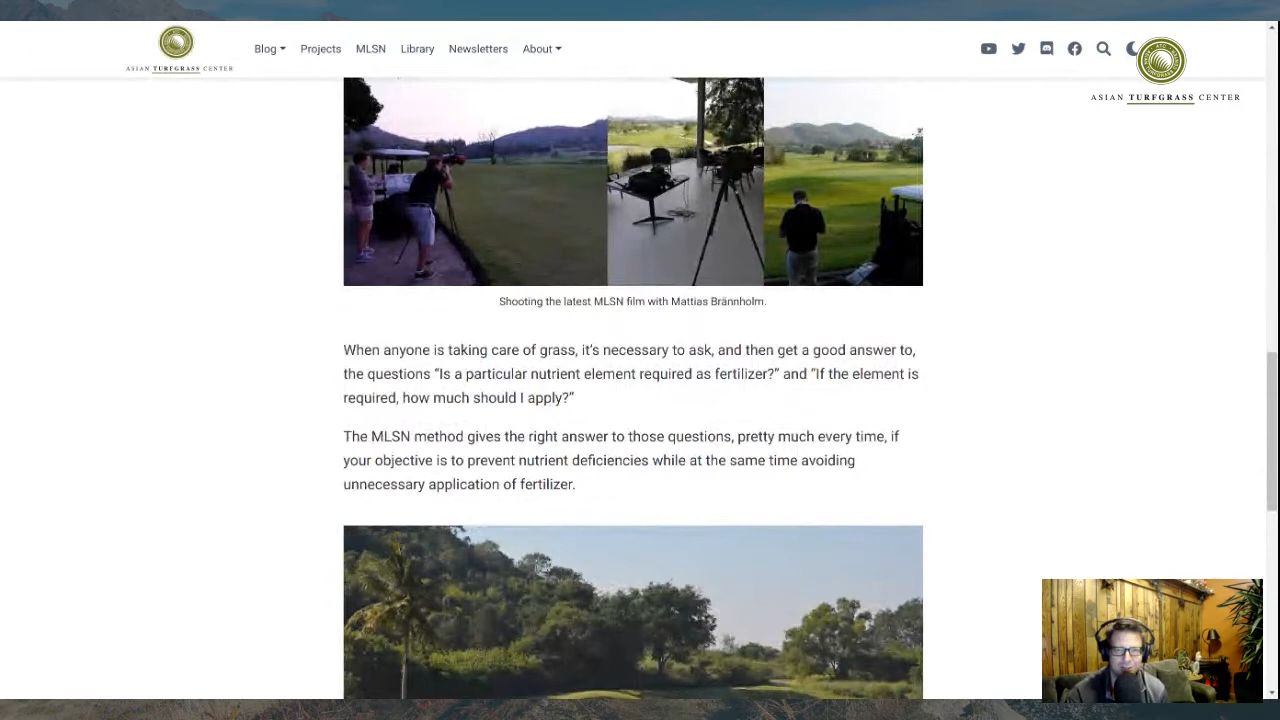 Blog Projects MLSN Library Newsletters About
ASIAN TURFGRASS CENTER
ASIAN TURFGRASS CENTER
Shooting the latest MLSN film with Mattias Brännholm.
When anyone is taking care of grass, it's necessary to ask, and then get a good answer to,
the questions “Is a particular nutrient element required as fertilizer?” and “If the element is
required, how much should I apply?”
The MLSN method gives the right answer to those questions, pretty much every time, if
your objective is to prevent nutrient deficiencies while at the same time avoiding
unnecessary application of fertilizer.